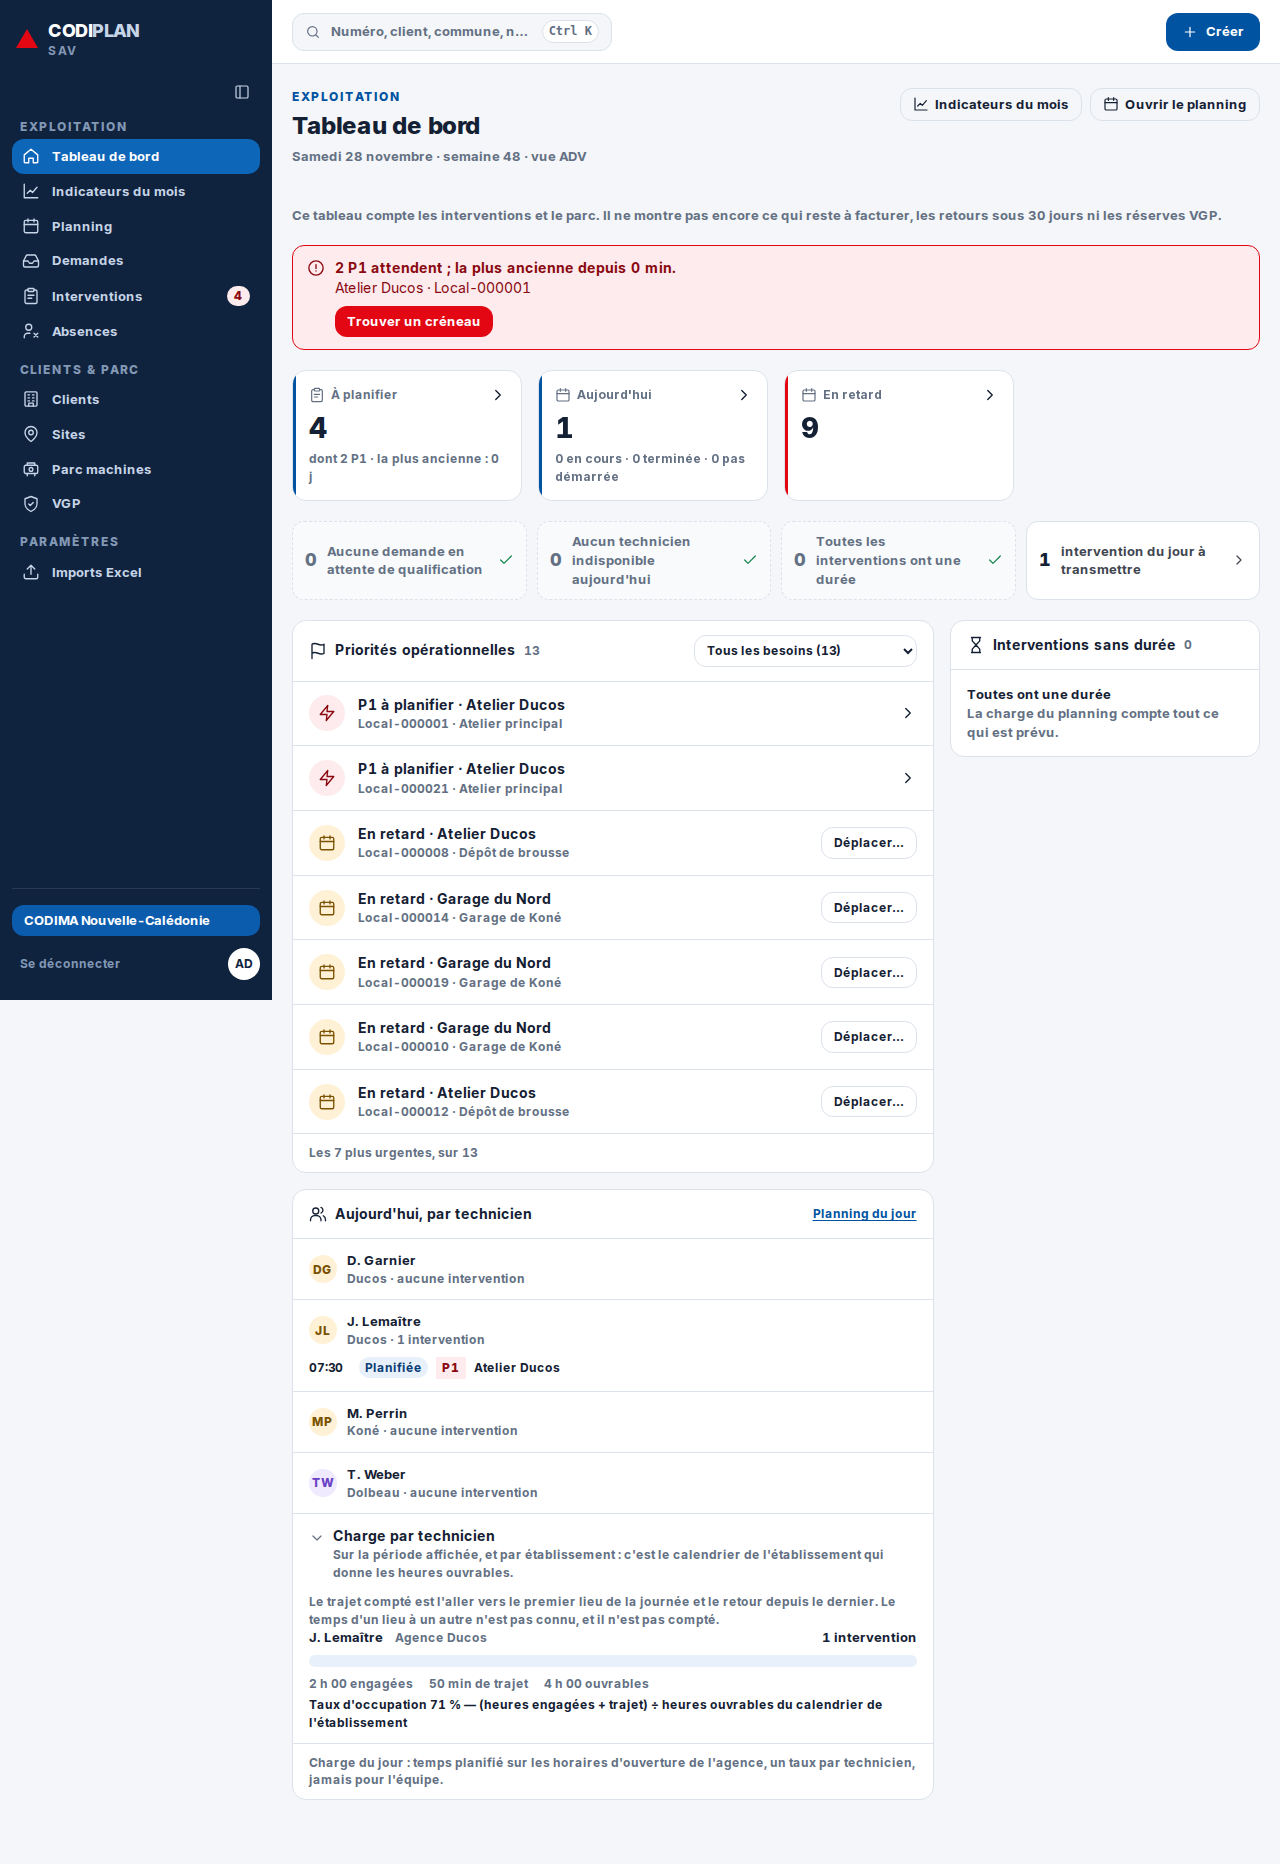 CODIPLAN
SAV
EXPLOITATION
Tableau de bord
Indicateurs du mois
Planning
Demandes
Interventions 4
Absences
CLIENTS & PARC
Clients
Sites
Parc machines
VGP
PARAMÈTRES
Imports Excel
CODIMA Nouvelle-Calédonie
Se déconnecter AD
Numéro, client, commune, n… Ctrl K
Créer
EXPLOITATION
Tableau de bord
Samedi 28 novembre · semaine 48 · vue ADV
Indicateurs du mois
Ouvrir le planning
Ce tableau compte les interventions et le parc. Il ne montre pas encore ce qui reste à facturer, les retours sous 30 jours ni les réserves VGP.
2 P1 attendent ; la plus ancienne depuis 0 min.
Atelier Ducos · Local-000001
Trouver un créneau
À planifier
4
dont 2 P1 · la plus ancienne : 0
j
Aujourd'hui
1
0 en cours · 0 terminée · 0 pas
démarrée
En retard
9
0 Aucune demande en
attente de qualification
0 Aucun technicien
indisponible
aujourd'hui
0 Toutes les
interventions ont une
durée
1 intervention du jour à
transmettre
Priorités opérationnelles 13
Tous les besoins (13)
P1 à planifier · Atelier Ducos
Local-000001 · Atelier principal
P1 à planifier · Atelier Ducos
Local-000021 · Atelier principal
En retard · Atelier Ducos
Local-000008 · Dépôt de brousse
Déplacer…
En retard · Garage du Nord
Local-000014 · Garage de Koné
Déplacer…
En retard · Garage du Nord
Local-000019 · Garage de Koné
Déplacer…
En retard · Garage du Nord
Local-000010 · Garage de Koné
Déplacer…
En retard · Atelier Ducos
Local-000012 · Dépôt de brousse
Déplacer…
Les 7 plus urgentes, sur 13
Interventions sans durée 0
Toutes ont une durée
La charge du planning compte tout ce
qui est prévu.
Aujourd'hui, par technicien
Planning du jour
DG D. Garnier
Ducos · aucune intervention
JL J. Lemaître
Ducos · 1 intervention
07:30 Planifiée P1 Atelier Ducos
MP M. Perrin
Koné · aucune intervention
TW T. Weber
Dolbeau · aucune intervention
Charge par technicien
Sur la période affichée, et par établissement : c'est le calendrier de l'établissement qui
donne les heures ouvrables.
Le trajet compté est l'aller vers le premier lieu de la journée et le retour depuis le dernier. Le
temps d'un lieu à un autre n'est pas connu, et il n'est pas compté.
J. Lemaître Agence Ducos 1 intervention
2 h 00 engagées 50 min de trajet 4 h 00 ouvrables
Taux d'occupation 71 % — (heures engagées + trajet) ÷ heures ouvrables du calendrier de
l'établissement
Charge du jour : temps planifié sur les horaires d'ouverture de l'agence, un taux par technicien,
jamais pour l'équipe.